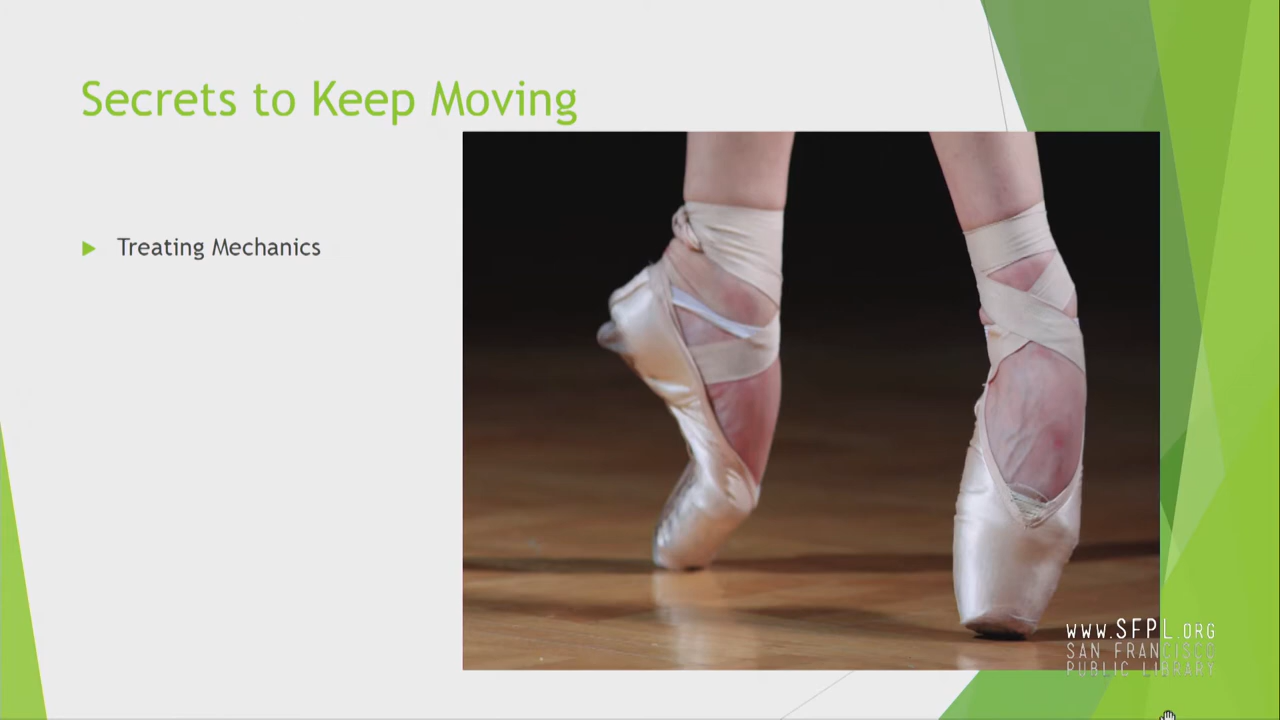 Secrets to Keep Moving
Treating Mechanics
WWW.SFPL.ORG
SAN FRANCISCO
PUBLIC LIBRARY